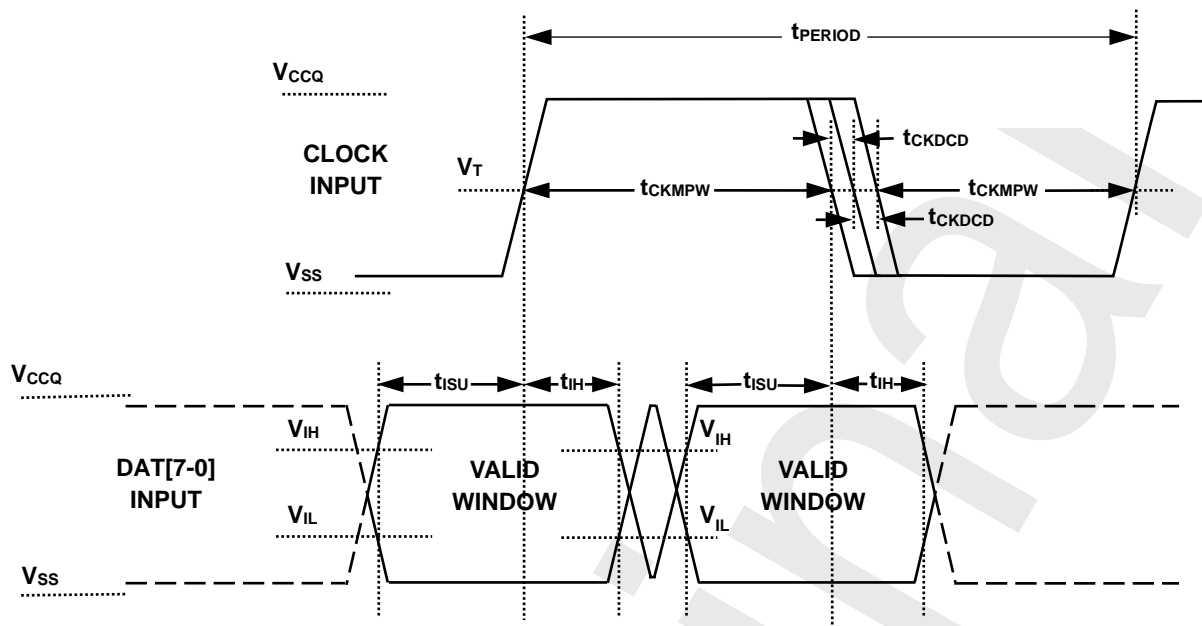 tPERIOD
VCCQ
CLOCK
INPUT
VT
tCKDCD
tCKMPW
tCKMPW
tCKDCD
VSS
VCCQ
tISU
tIH
tISU
tIH
VIH
VIH
DAT[7-0]
INPUT
VALID
WINDOW
VALID
WINDOW
VIL
VIL
VSS